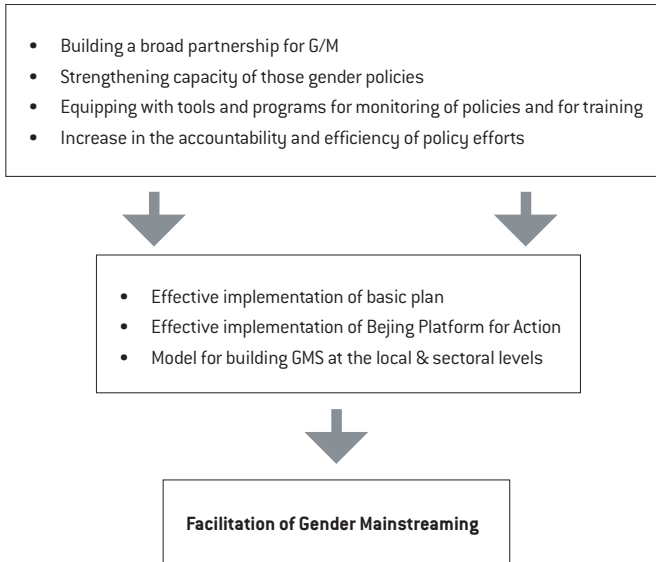 • Building a broad partnership for G/M
• Strengthening capacity of those gender policies
• Equipping with tools and programs for monitoring of policies and for training
• Increase in the accountability and efficiency of policy efforts
• Effective implementation of basic plan
• Effective implementation of Bejing Platform for Action
• Model for building GMS at the local & sectoral levels
Facilitation of Gender Mainstreaming